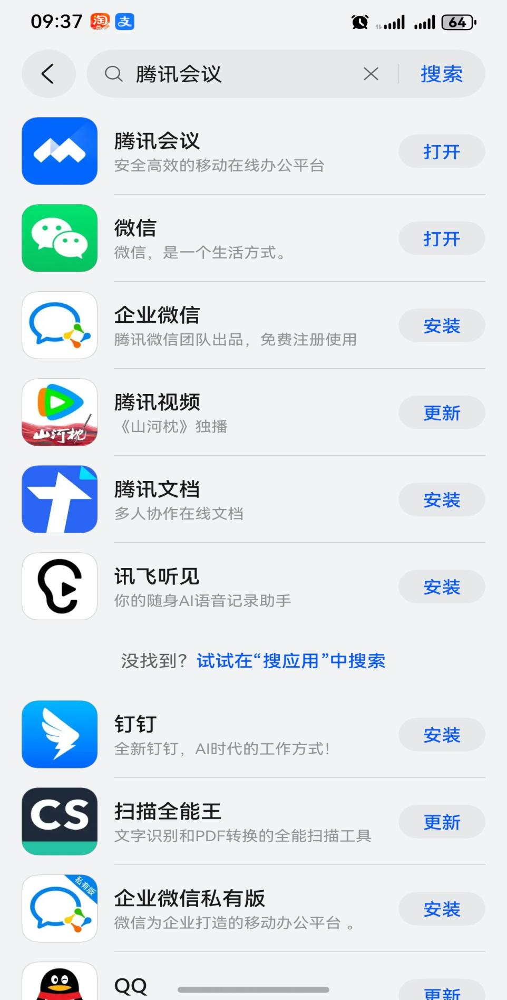 09:37 淘 支 64
腾讯会议 搜索
腾讯会议
安全高效的移动在线办公平台
打开
微信
微信，是一个生活方式。
打开
企业微信
腾讯微信团队出品，免费注册使用
安装
山河枕
腾讯视频
《山河枕》独播
更新
腾讯文档
多人协作在线文档
安装
讯飞听见
你的随身AI语音记录助手
安装
没找到？试试在“搜应用”中搜索
钉钉
全新钉钉，AI时代的工作方式！
安装
CS
扫描全能王
文字识别和PDF转换的全能扫描工具
更新
私有版
企业微信私有版
微信为企业打造的移动办公平台 。
安装
QQ
更新